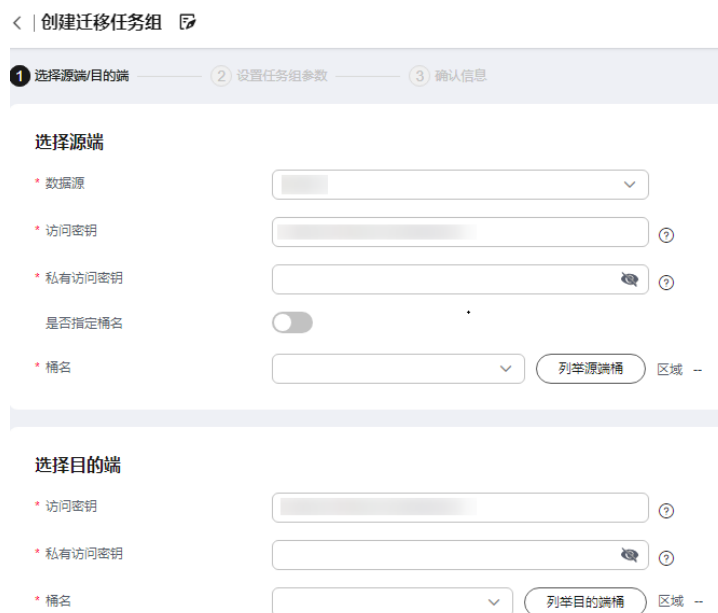 创建迁移任务组
1 选择源端/目的端 2 设置任务组参数 3 确认信息
选择源端
* 数据源
* 访问密钥
* 私有访问密钥
是否指定桶名
* 桶名 列举源端桶 区域 --
选择目的端
* 访问密钥
* 私有访问密钥
* 桶名 列举目的端桶 区域 --